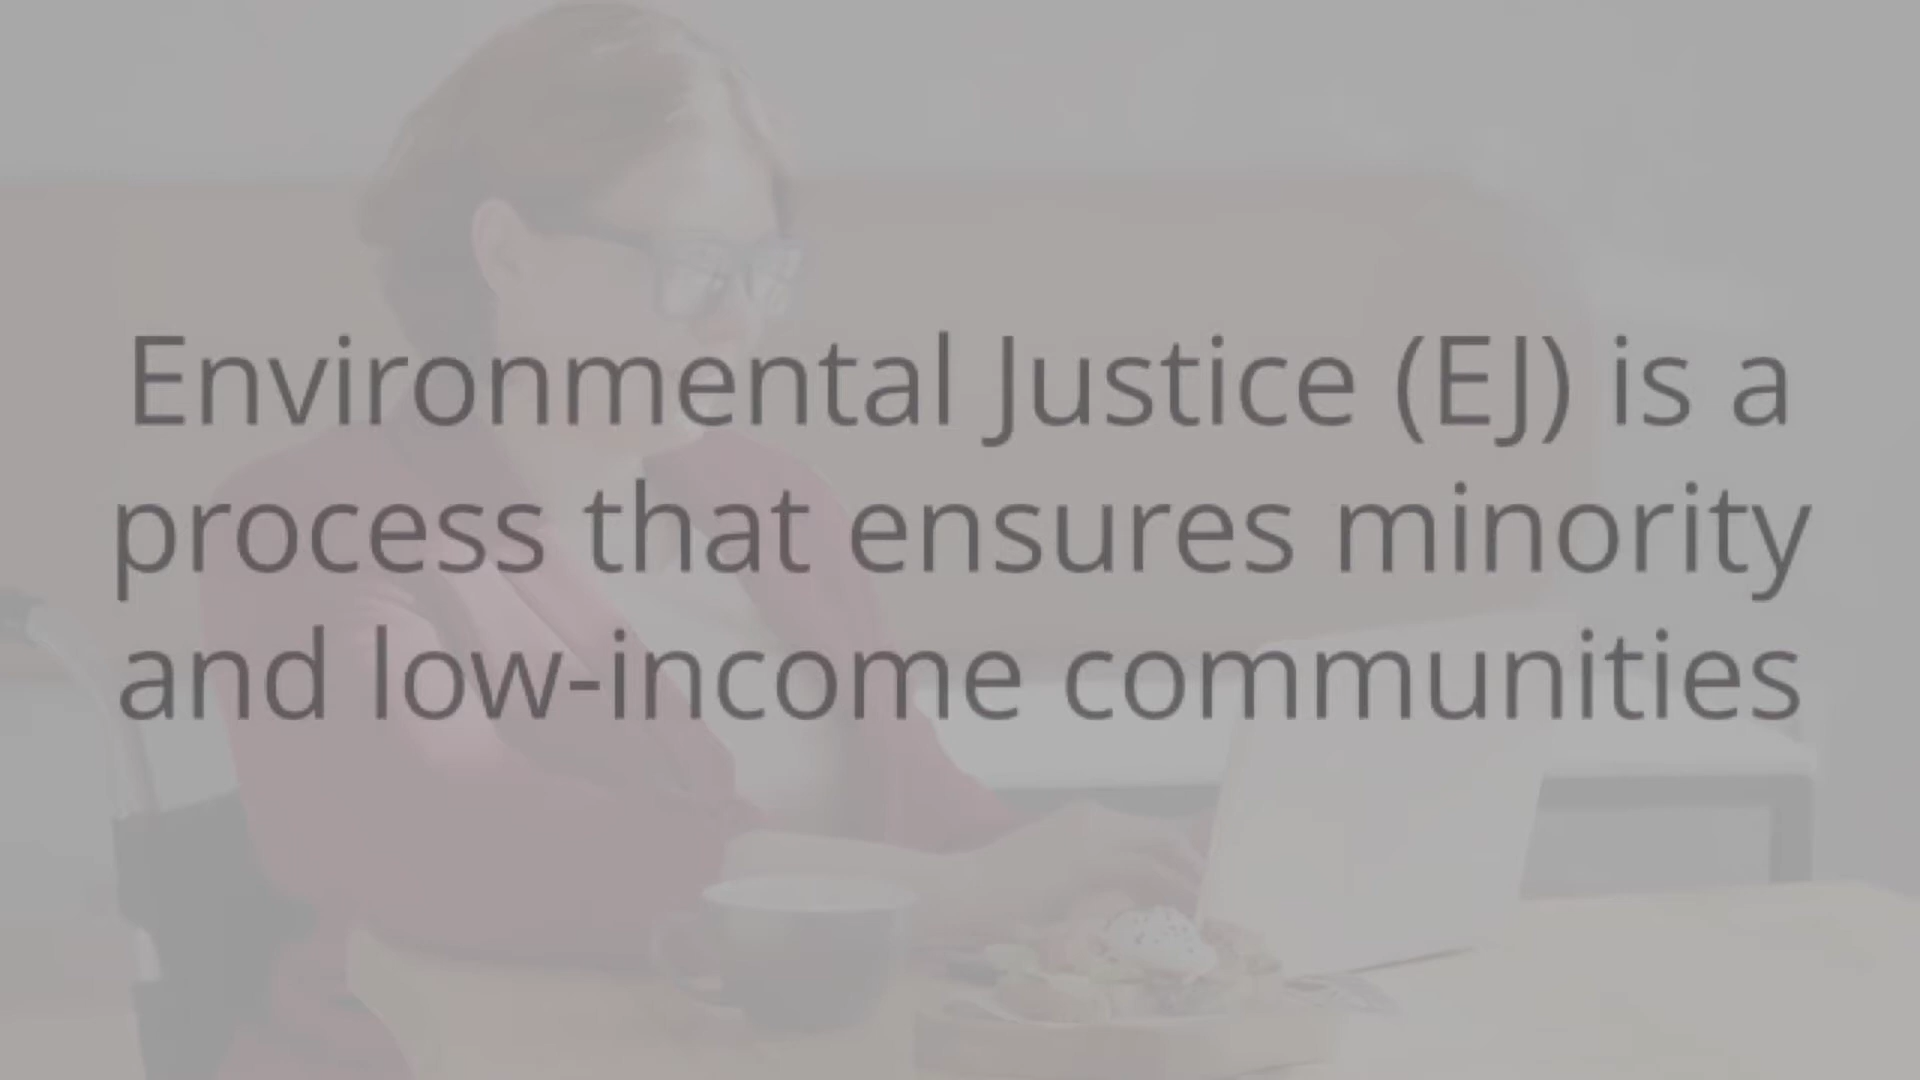 Environmental Justice (EJ) is a
process that ensures minority
and low-income communities